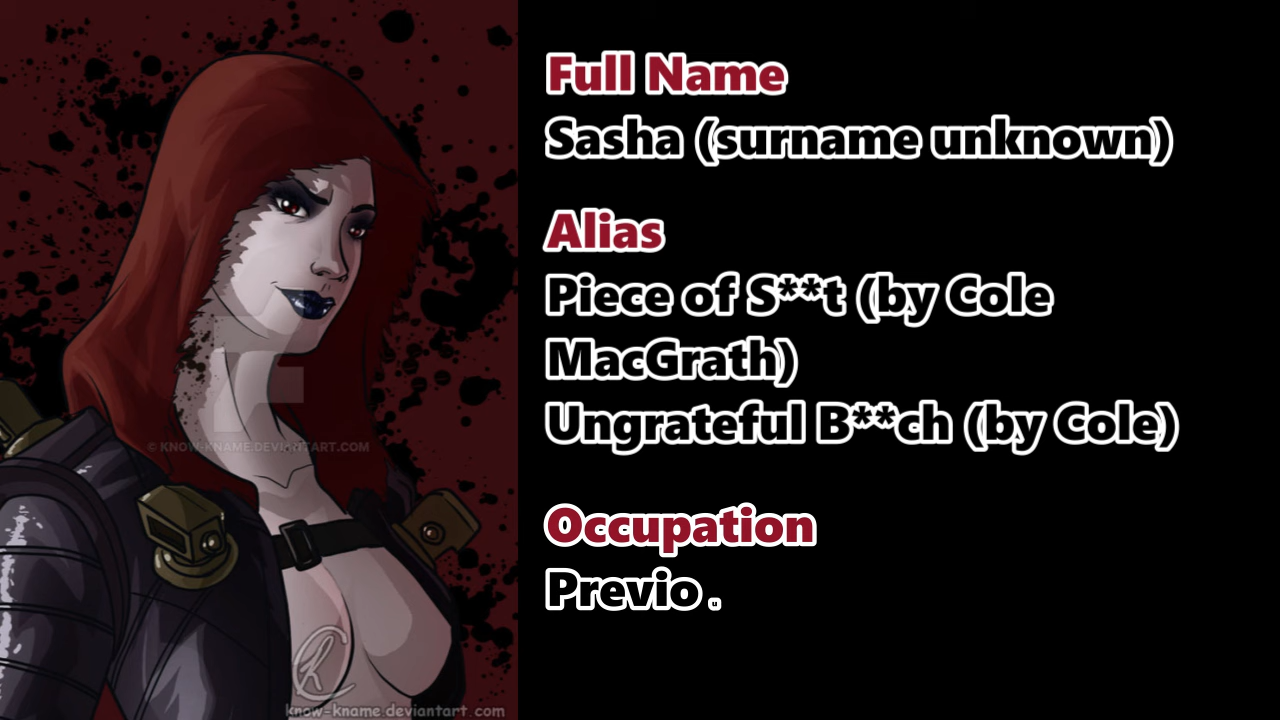 Full Name
Sasha (surname unknown)
Alias
Piece of S**t (by Cole
MacGrath)
Ungrateful B**ch (by Cole)
Occupation
Previo
© KNOW-KNAME.DEVIANTART.COM
know-kname.deviantart.com